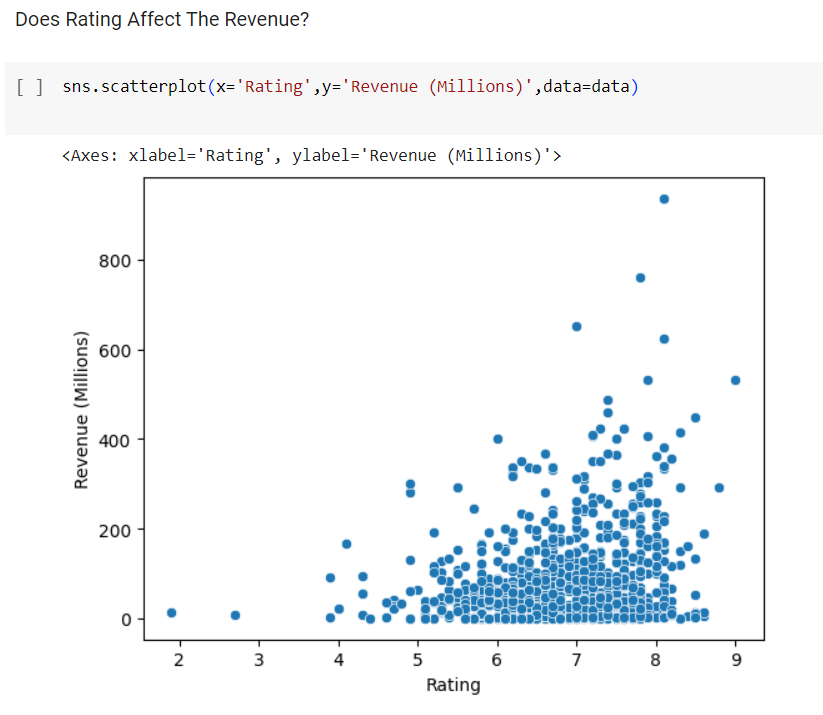 Does Rating Affect The Revenue?
[ ] sns.scatterplot(x='Rating',y='Revenue (Millions)',data=data)
<Axes: xlabel='Rating', ylabel='Revenue (Millions)'>
800
600
400
200
0
Revenue (Millions)
2 3 4 5 6 7 8 9
Rating